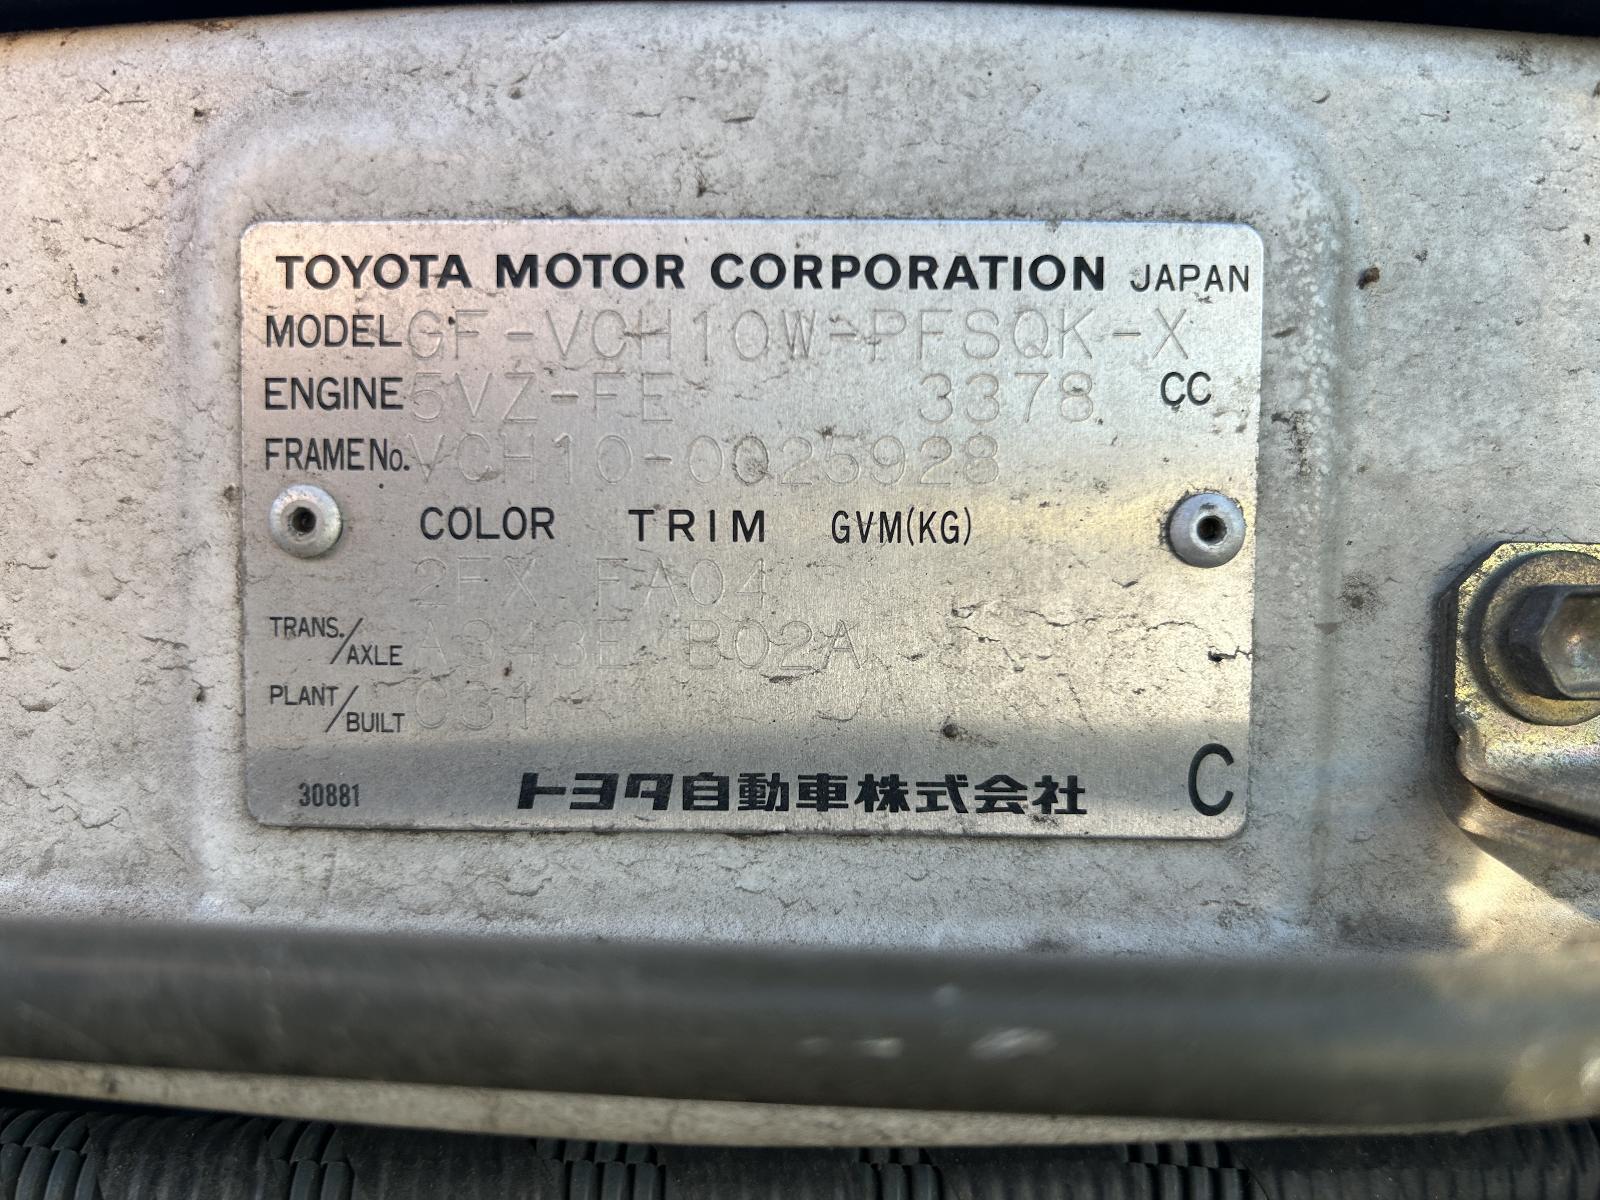 TOYOTA MOTOR CORPORATION JAPAN
MODEL GF-VCH10W-PFSQK-X
ENGINE 5VZ-FE 3378 CC
FRAME No. VCH10-0025928
COLOR TRIM GVM(KG)
2FX FA04
TRANS./AXLE A343E B02A
PLANT/BUILT C31
30881 トヨタ自動車株式会社 C